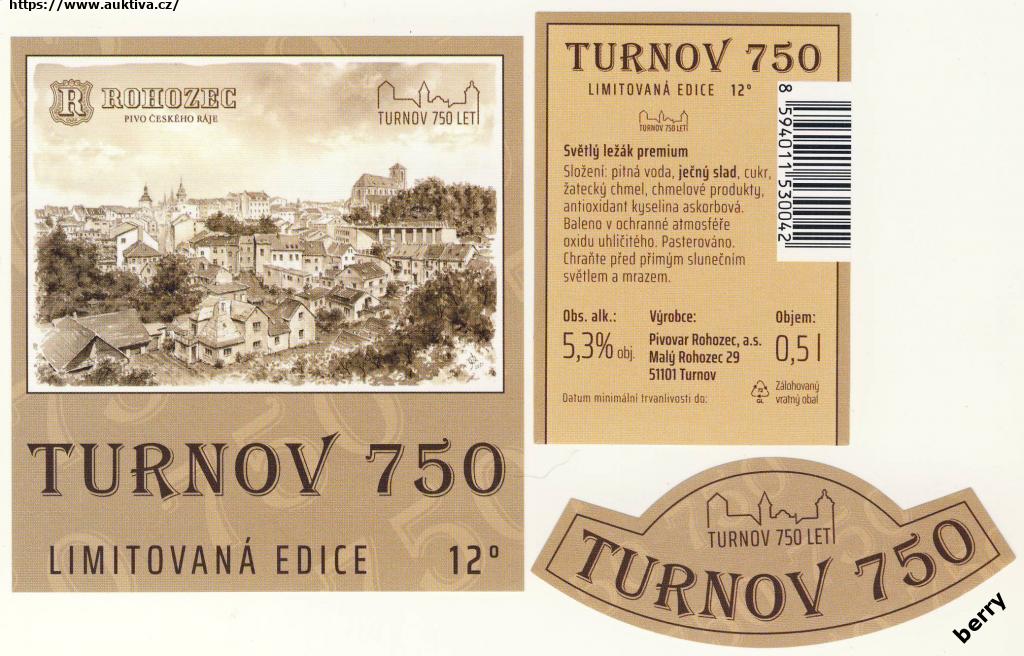 https://www.auktiva.cz/
R ROHOZEC
PIVO ČESKÉHO RÁJE
TURNOV 750 LET
TURNOV 750
LIMITOVANÁ EDICE 12°
TURNOV 750
LIMITOVANÁ EDICE 12°
TURNOV 750 LET
Světlý ležák premium
Složení: pitná voda, ječný slad, cukr,
žatecký chmel, chmelové produkty,
antioxidant kyselina askorbová.
Baleno v ochranné atmosféře
oxidu uhličitého. Pasterováno.
Chraňte před přímým slunečním
světlem a mrazem.
8 594011 530042
Obs. alk.: Výrobce: Objem:
5,3% obj. 0,5 l
Pivovar Rohozec, a.s.
Malý Rohozec 29
51101 Turnov
Datum minimální trvanlivosti do:
GL
Zálohovaný
vratný obal
TURNOV 750 LET
TURNOV 750
berry